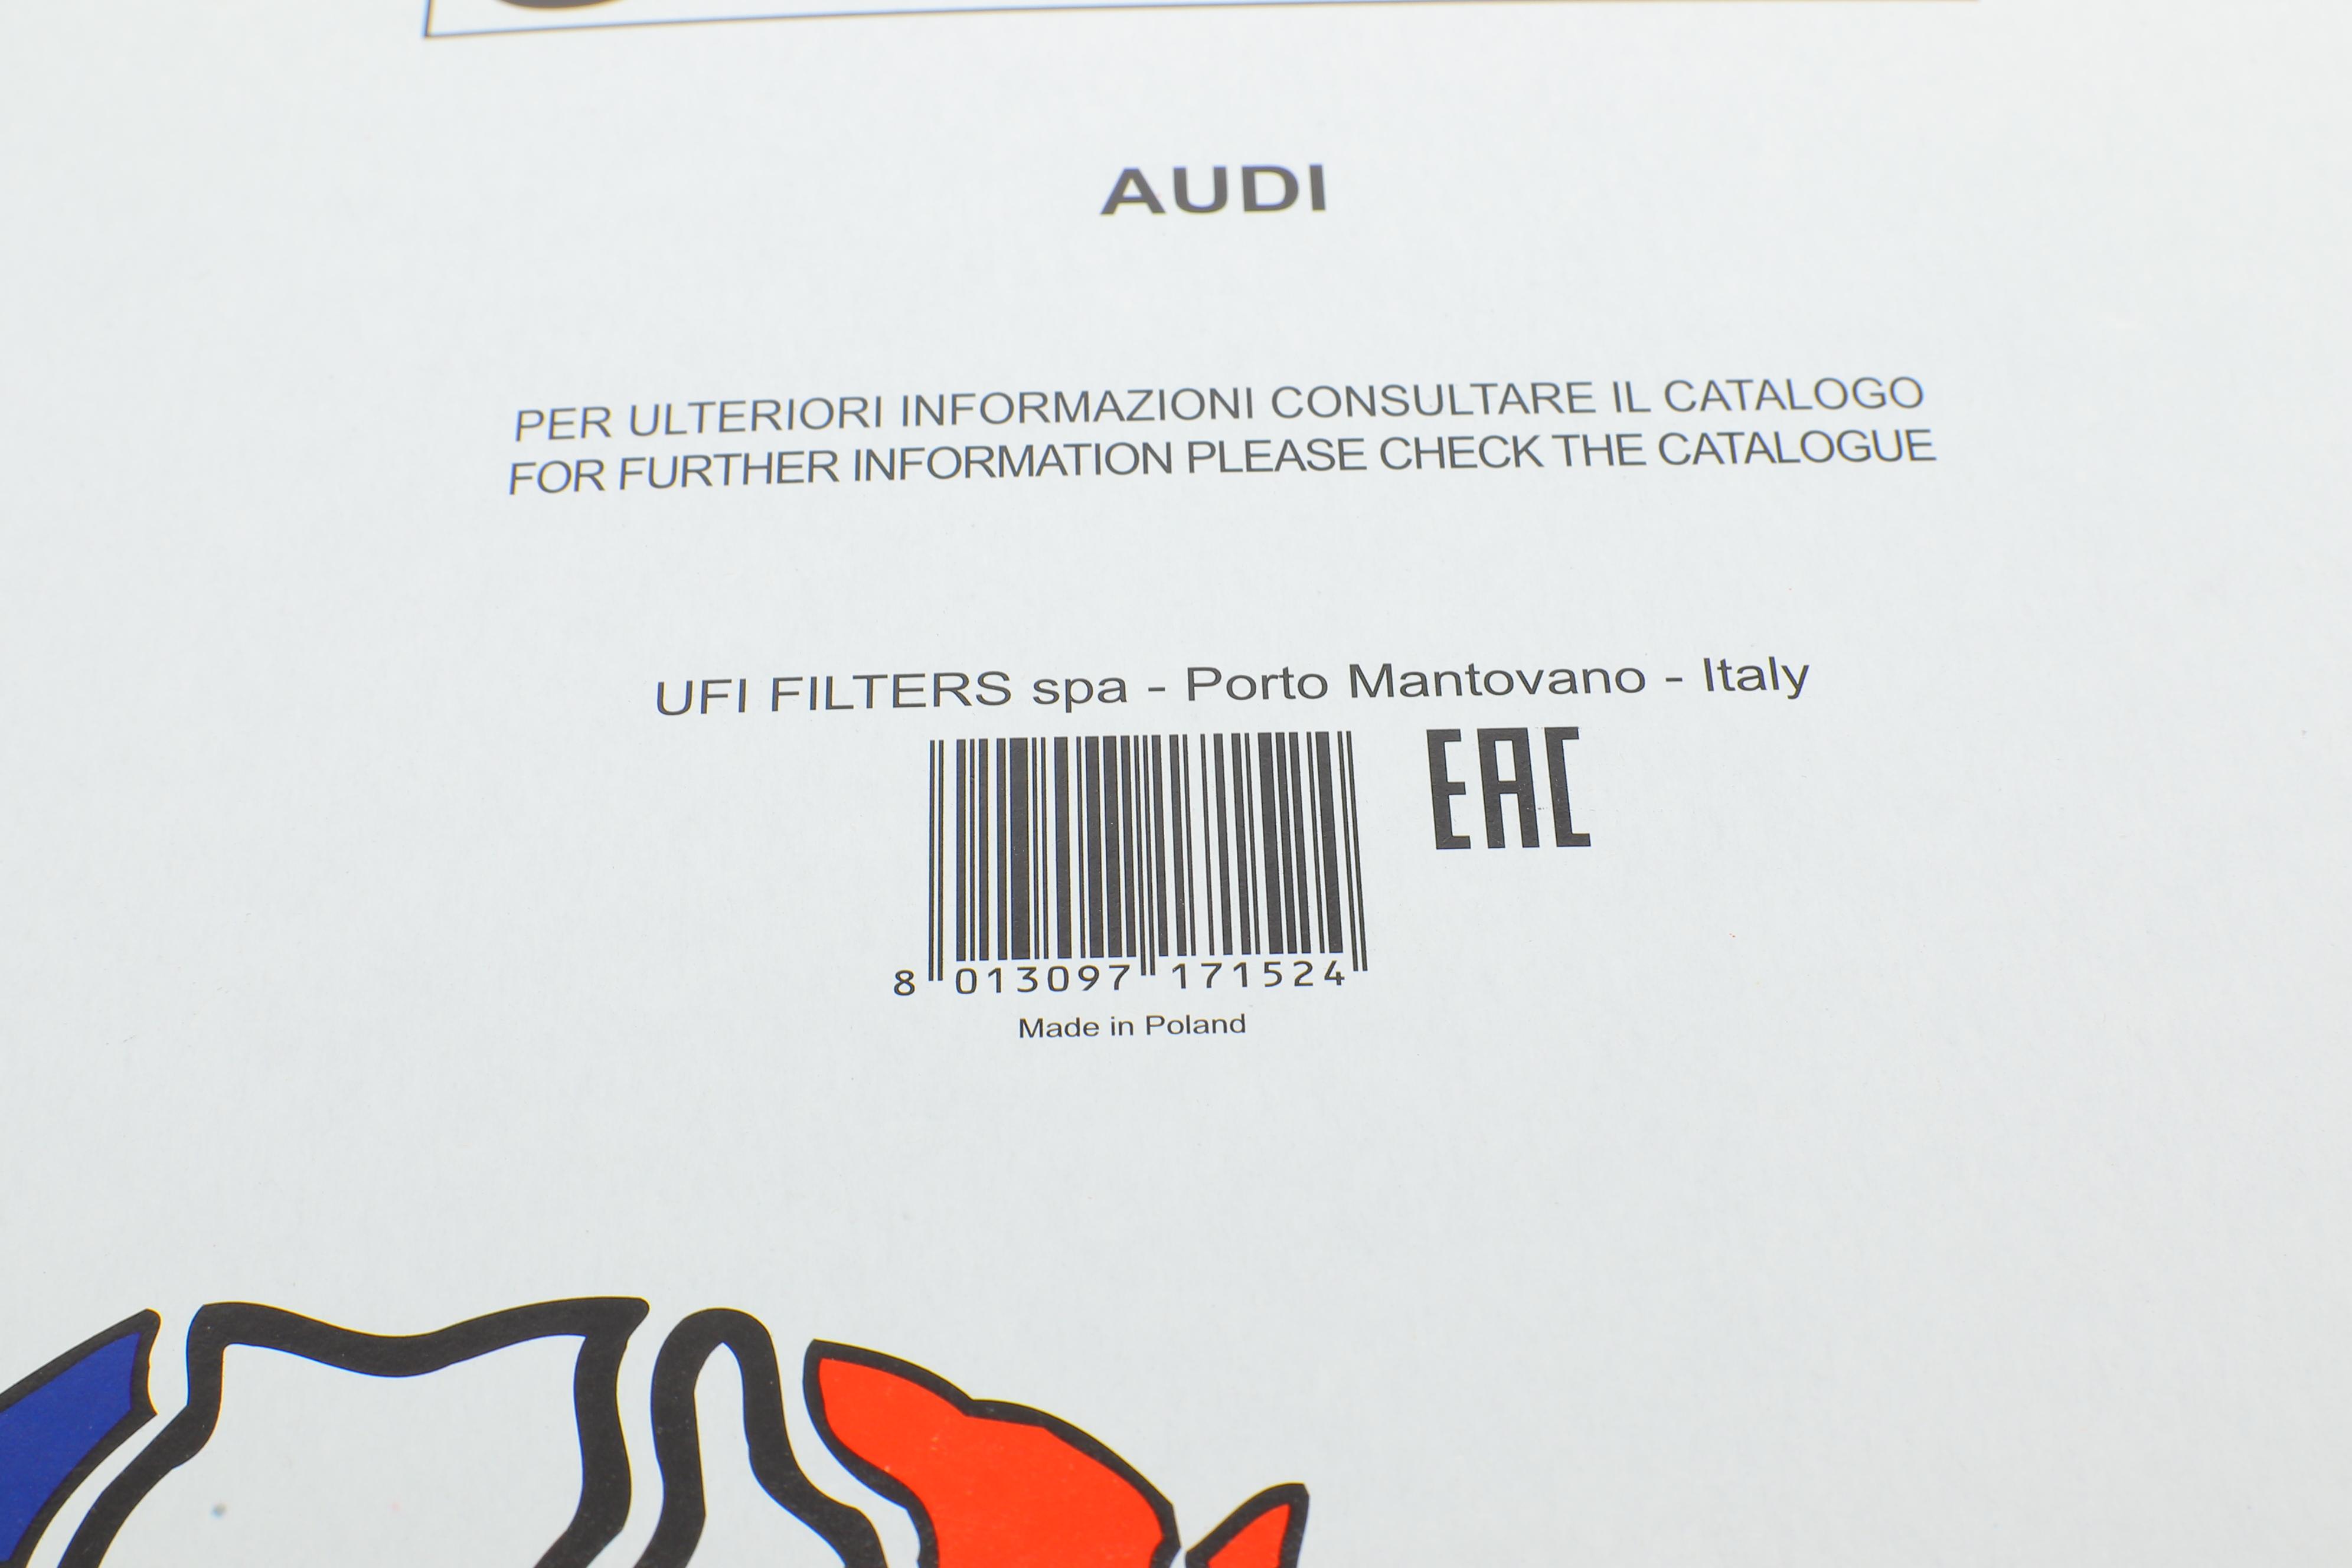 AUDI
PER ULTERIORI INFORMAZIONI CONSULTARE IL CATALOGO
FOR FURTHER INFORMATION PLEASE CHECK THE CATALOGUE
UFI FILTERS spa - Porto Mantovano - Italy
EAC
8 013097 171524
Made in Poland